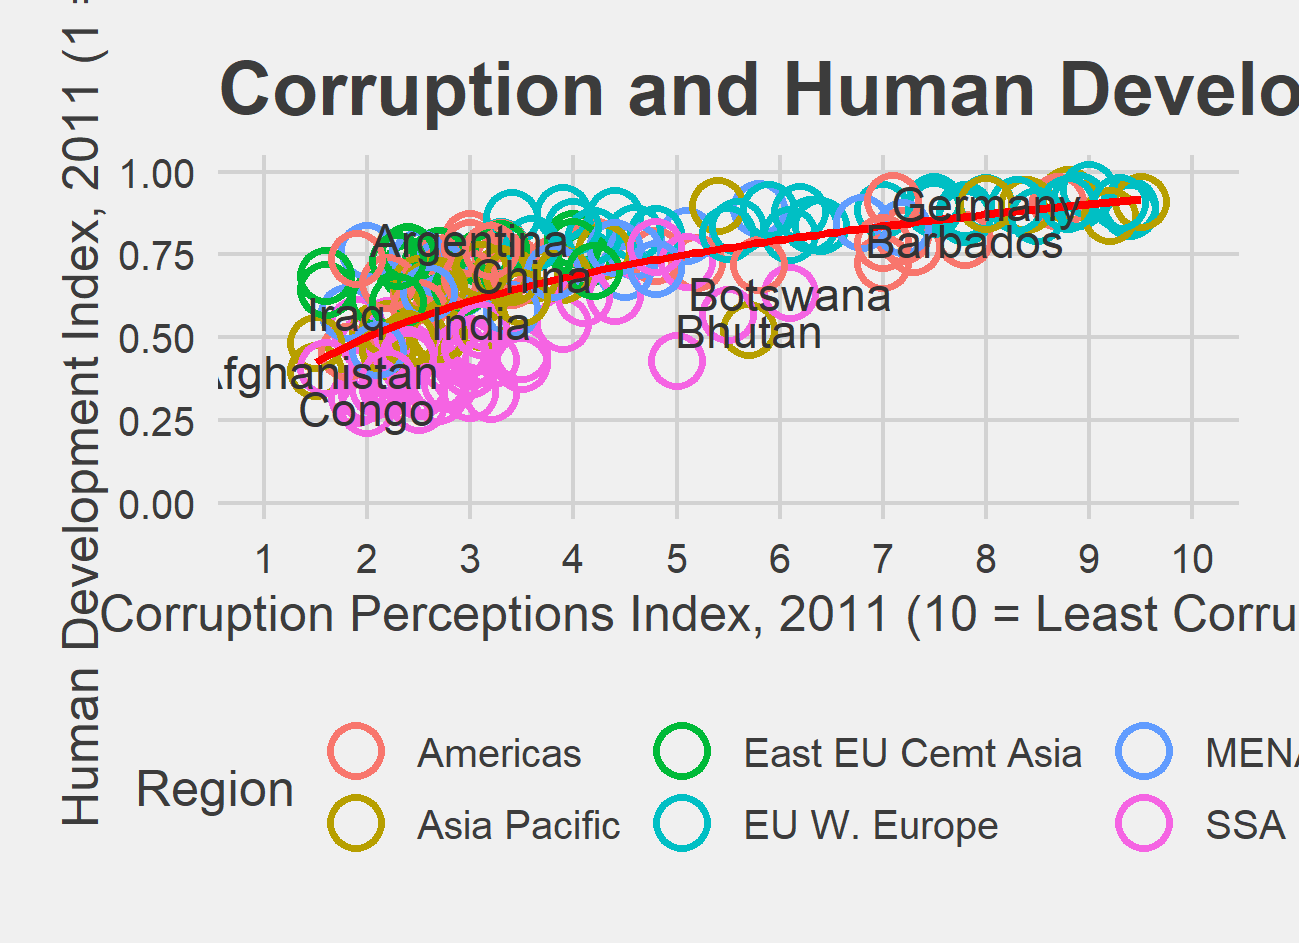 Corruption and Human Develo
Human Development Index, 2011 (1 =
1.00
0.75
0.50
0.25
0.00
Germany
Argentina
Barbados
China
Botswana
Iraq
India
Bhutan
fghanistan
Congo
1 2 3 4 5 6 7 8 9 10
Corruption Perceptions Index, 2011 (10 = Least Corru
Region
Americas
East EU Cemt Asia
MENA
Asia Pacific
EU W. Europe
SSA